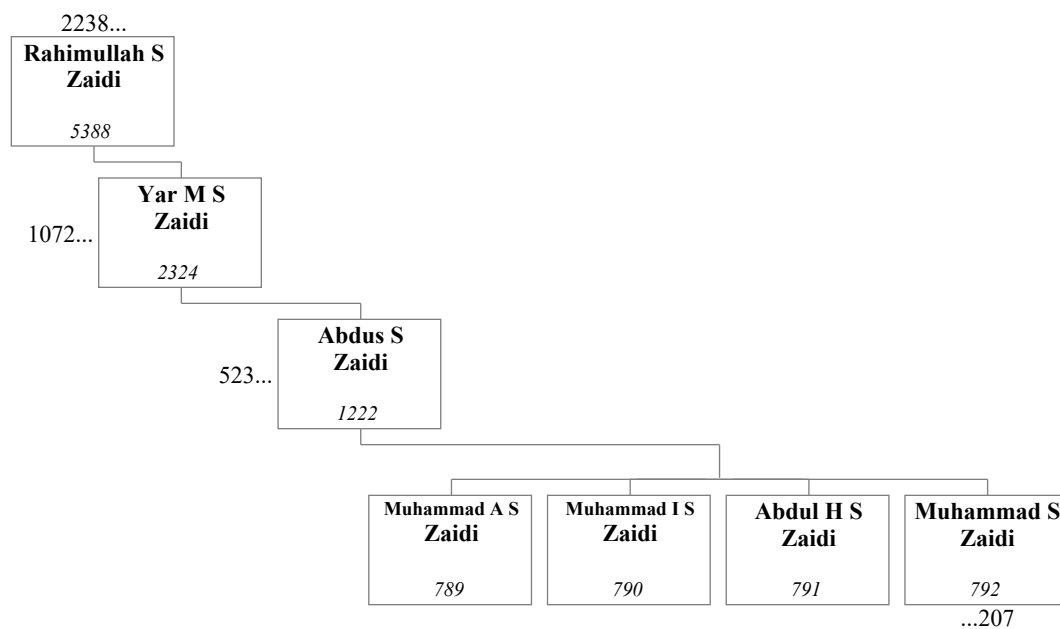 2238...
Rahimullah S
Zaidi
5388
Yar M S
Zaidi
1072...
2324
Abdus S
Zaidi
523...
1222
Muhammad A S
Zaidi
789
Muhammad I S
Zaidi
790
Abdul H S
Zaidi
791
Muhammad S
Zaidi
792
...207